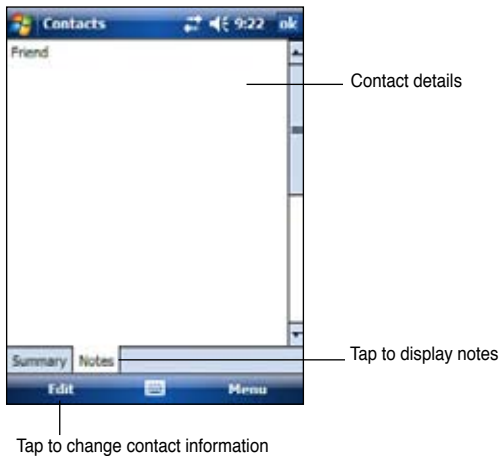 Contacts 9:22 ok
Friend
Contact details
Summary Notes
Tap to display notes
Edit Menu
Tap to change contact information